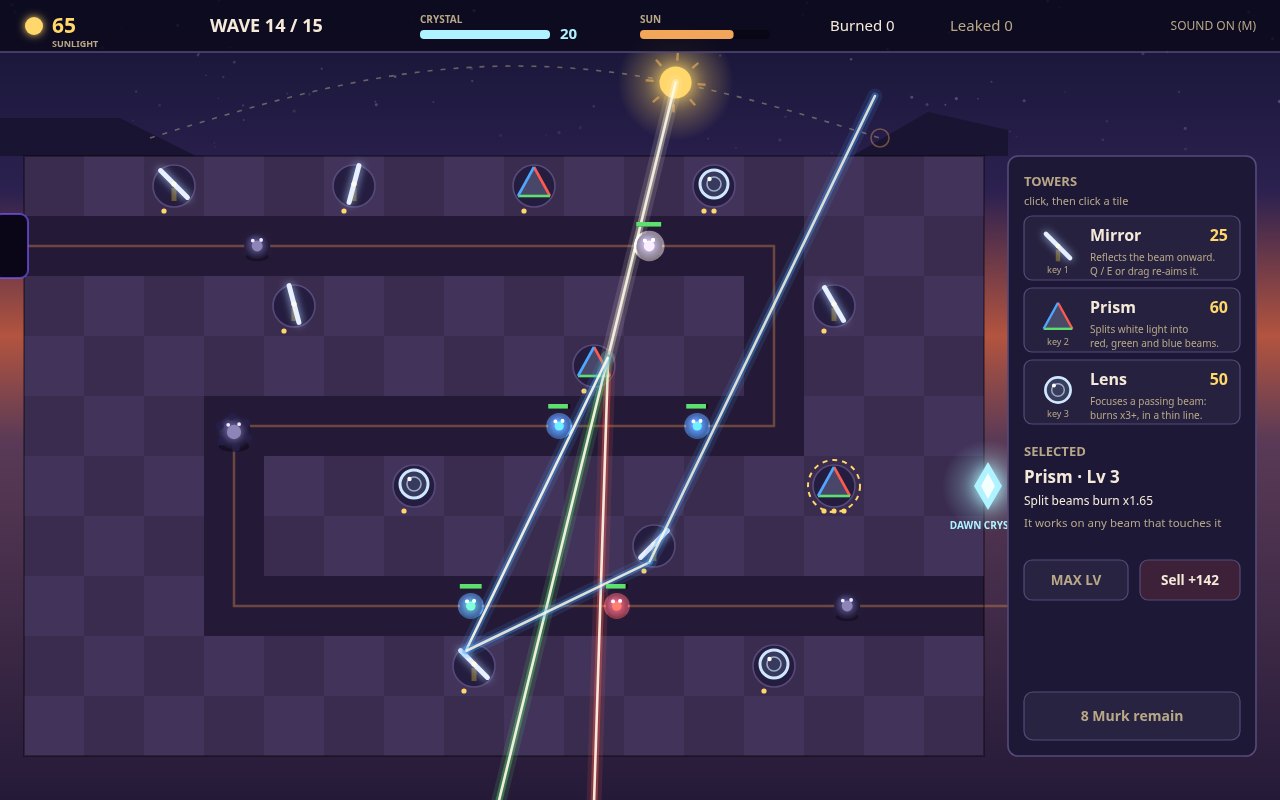 65
SUNLIGHT
WAVE 14 / 15
CRYSTAL
20
SUN
Burned 0
Leaked 0
SOUND ON (M)
TOWERS
click, then click a tile
Mirror
25
Reflects the beam onward.
Q / E or drag re-aims it.
key 1
Prism
60
Splits white light into
red, green and blue beams.
key 2
Lens
50
Focuses a passing beam:
burns x3+, in a thin line.
key 3
SELECTED
Prism · Lv 3
Split beams burn x1.65
It works on any beam that touches it
MAX LV
Sell +142
8 Murk remain
DAWN CRYS